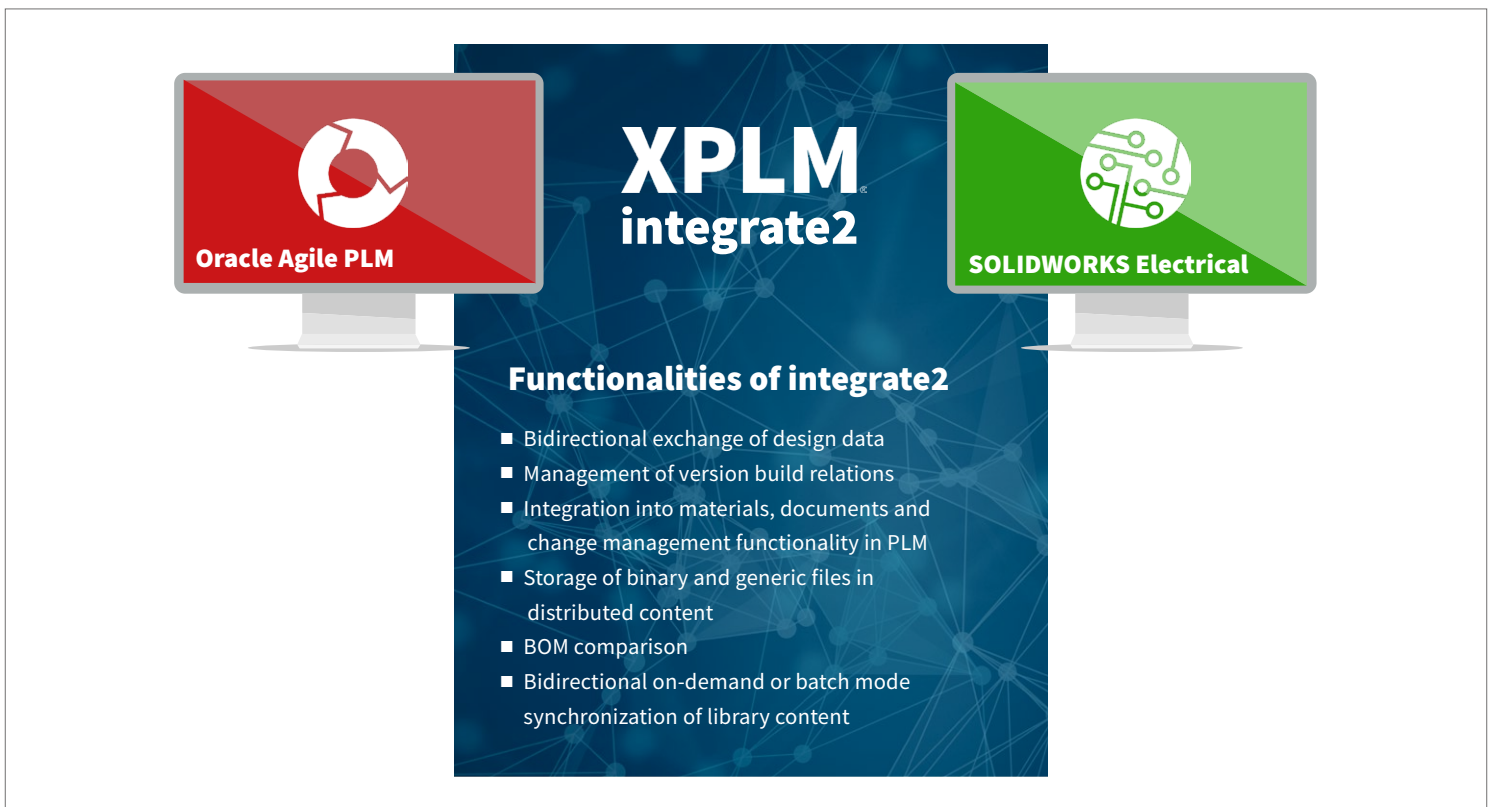 XPLM
integrate2
Oracle Agile PLM
SOLIDWORKS Electrical
Functionalities of integrate2
■ Bidirectional exchange of design data
■ Management of version build relations
■ Integration into materials, documents and
change management functionality in PLM
■ Storage of binary and generic files in
distributed content
■ BOM comparison
■ Bidirectional on-demand or batch mode
synchronization of library content